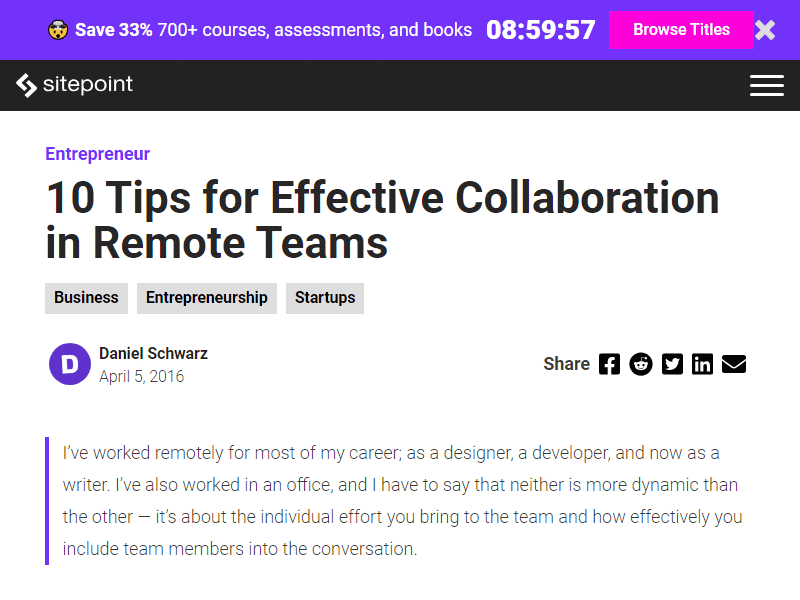 Save 33% 700+ courses, assessments, and books 08:59:57 Browse Titles
sitepoint
Entrepreneur
10 Tips for Effective Collaboration
in Remote Teams
Business Entrepreneurship Startups
D Daniel Schwarz
April 5, 2016
Share
I’ve worked remotely for most of my career; as a designer, a developer, and now as a
writer. I’ve also worked in an office, and I have to say that neither is more dynamic than
the other — it’s about the individual effort you bring to the team and how effectively you
include team members into the conversation.